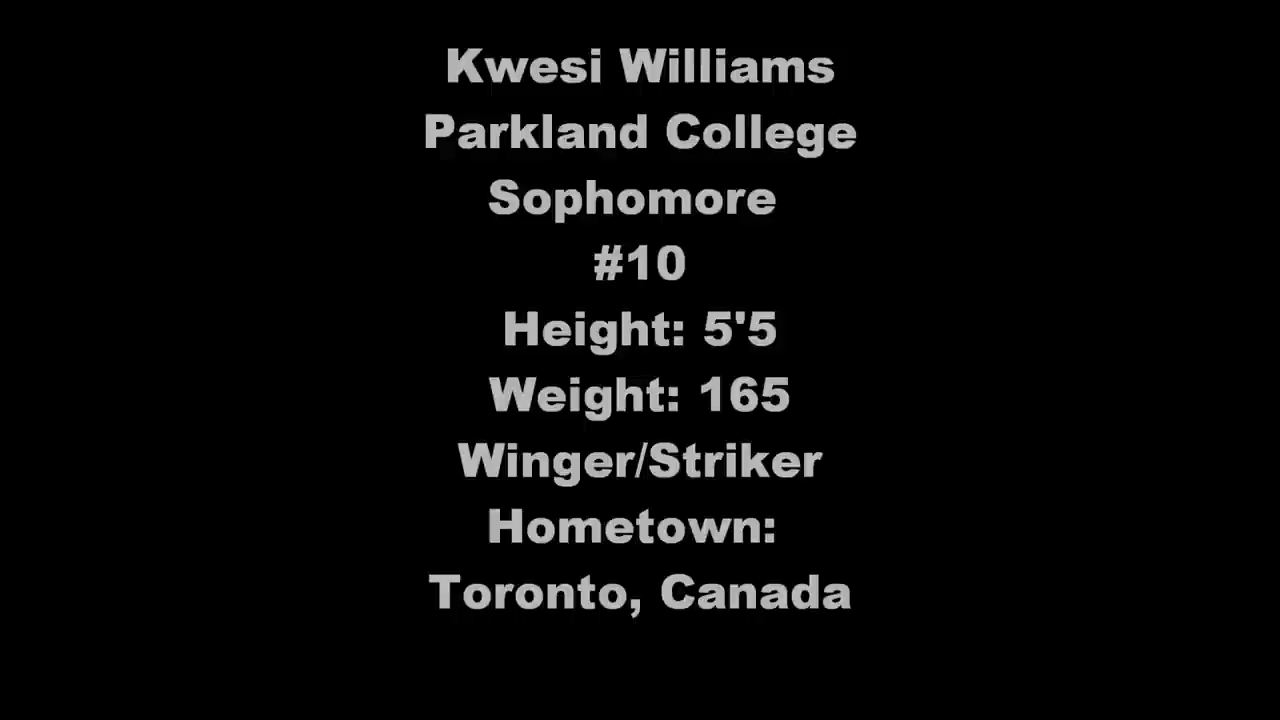 Kwesi Williams
Parkland College
Sophomore
#10
Height: 5'5
Weight: 165
Winger/Striker
Hometown:
Toronto, Canada